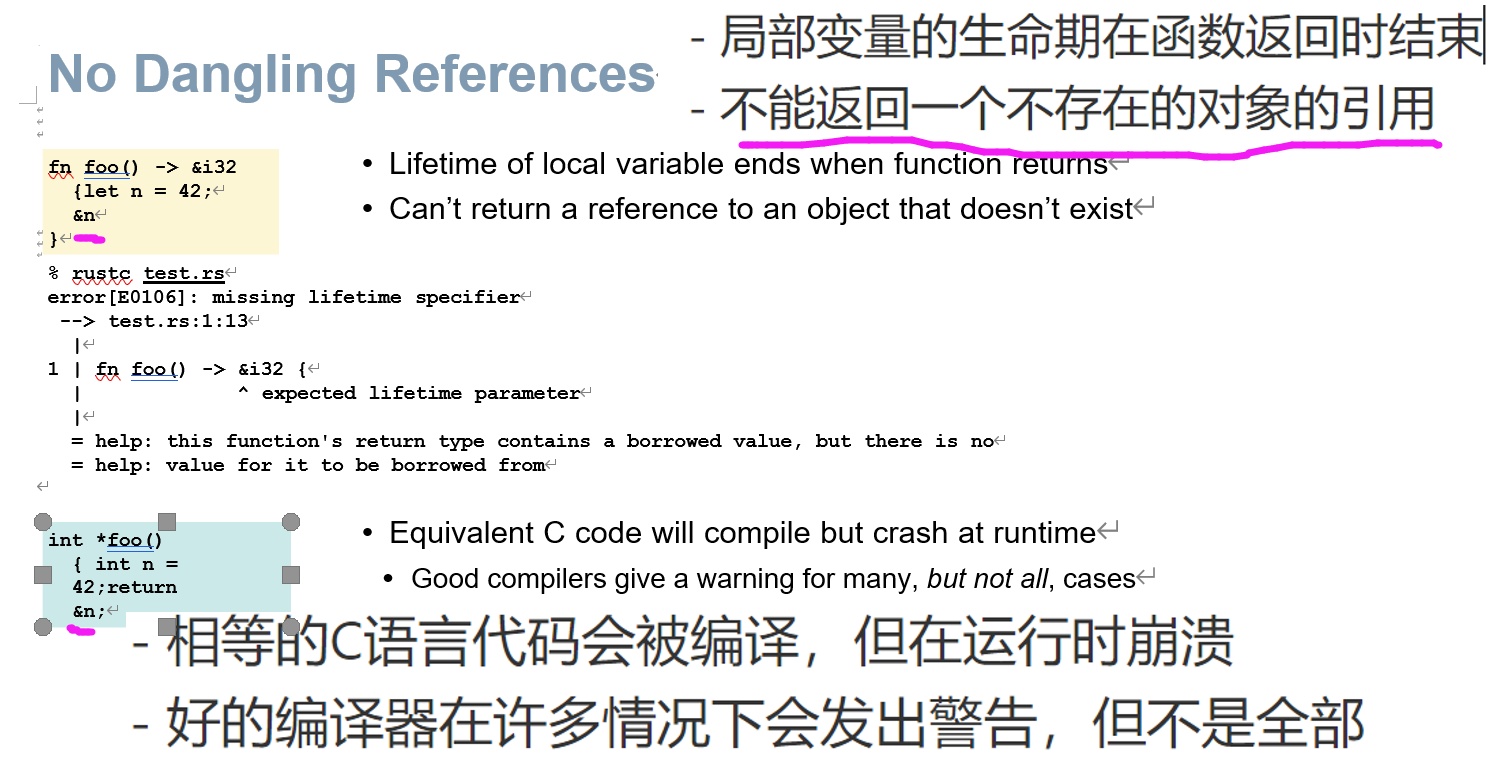 - 局部变量的生命期在函数返回时结束
No Dangling References
- 不能返回一个不存在的对象的引用
fn foo() -> &i32
{let n = 42;
&n
}
• Lifetime of local variable ends when function returns
• Can’t return a reference to an object that doesn’t exist
% rustc test.rs
error[E0106]: missing lifetime specifier
--> test.rs:1:13
|
1 | fn foo() -> &i32 {
| ^ expected lifetime parameter
|
= help: this function's return type contains a borrowed value, but there is no
= help: value for it to be borrowed from
int *foo()
{ int n =
42;return
&n;
• Equivalent C code will compile but crash at runtime
• Good compilers give a warning for many, but not all, cases
- 相等的C语言代码会被编译，但在运行时崩溃
- 好的编译器在许多情况下会发出警告，但不是全部